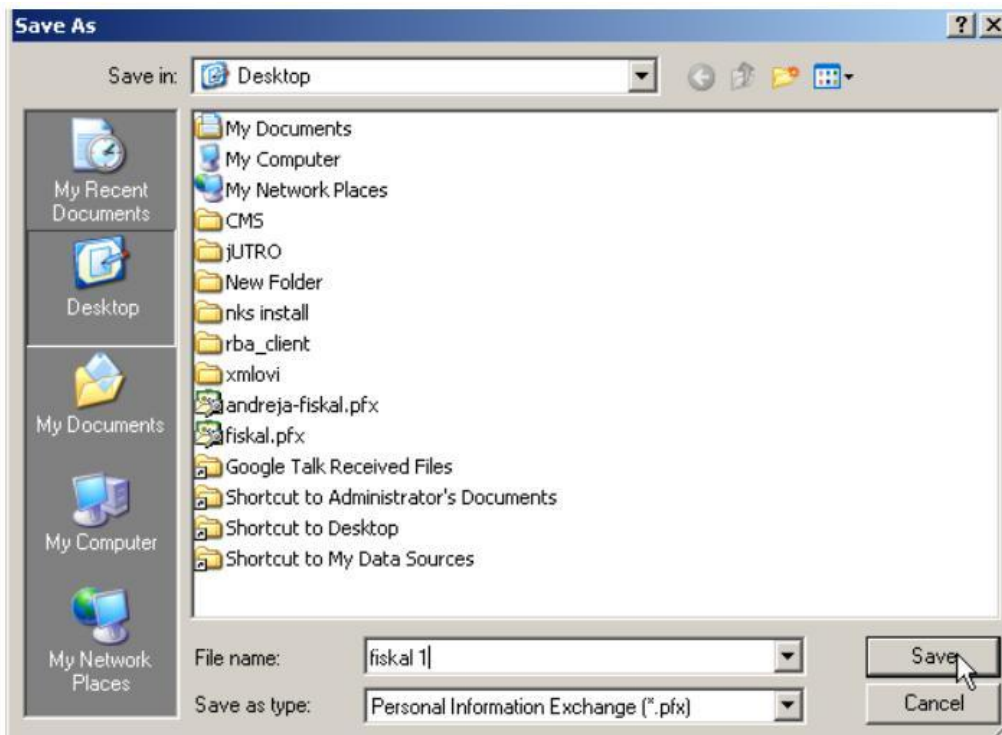 Save As
Save in:
Desktop
My Recent
Documents
Desktop
My Documents
My Computer
My Network
Places
My Documents
My Computer
My Network Places
CMS
jUTRO
New Folder
nks install
rba_client
xmlovi
andreja-fiskal.pfx
fiskal.pfx
Google Talk Received Files
Shortcut to Administrator's Documents
Shortcut to Desktop
Shortcut to My Data Sources
File name:
fiskal 1
Save
Save as type:
Personal Information Exchange (*.pfx)
Cancel